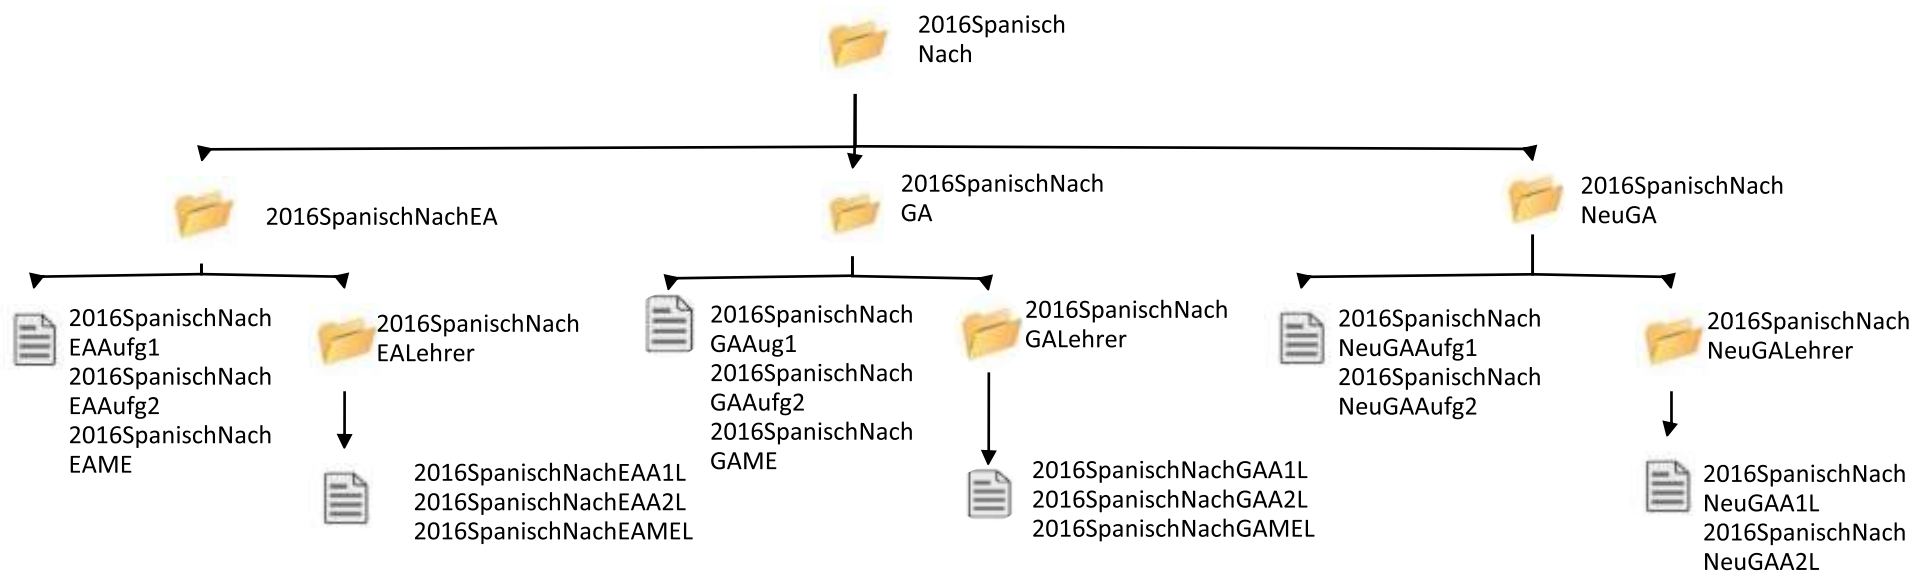 2016Spanisch
Nach
2016SpanischNachEA
2016SpanischNach
GA
2016SpanischNach
NeuGA
2016SpanischNach
EAAufg1
2016SpanischNach
EAAufg2
2016SpanischNach
EAME
2016SpanischNach
EALehrer
2016SpanischNachEAA1L
2016SpanischNachEAA2L
2016SpanischNachEAMEL
2016SpanischNach
GAAug1
2016SpanischNach
GAAufg2
2016SpanischNach
GAME
2016SpanischNach
GALehrer
2016SpanischNachGAA1L
2016SpanischNachGAA2L
2016SpanischNachGAMEL
2016SpanischNach
NeuGAAufg1
2016SpanischNach
NeuGAAufg2
2016SpanischNach
NeuGALehrer
2016SpanischNach
NeuGAA1L
2016SpanischNach
NeuGAA2L